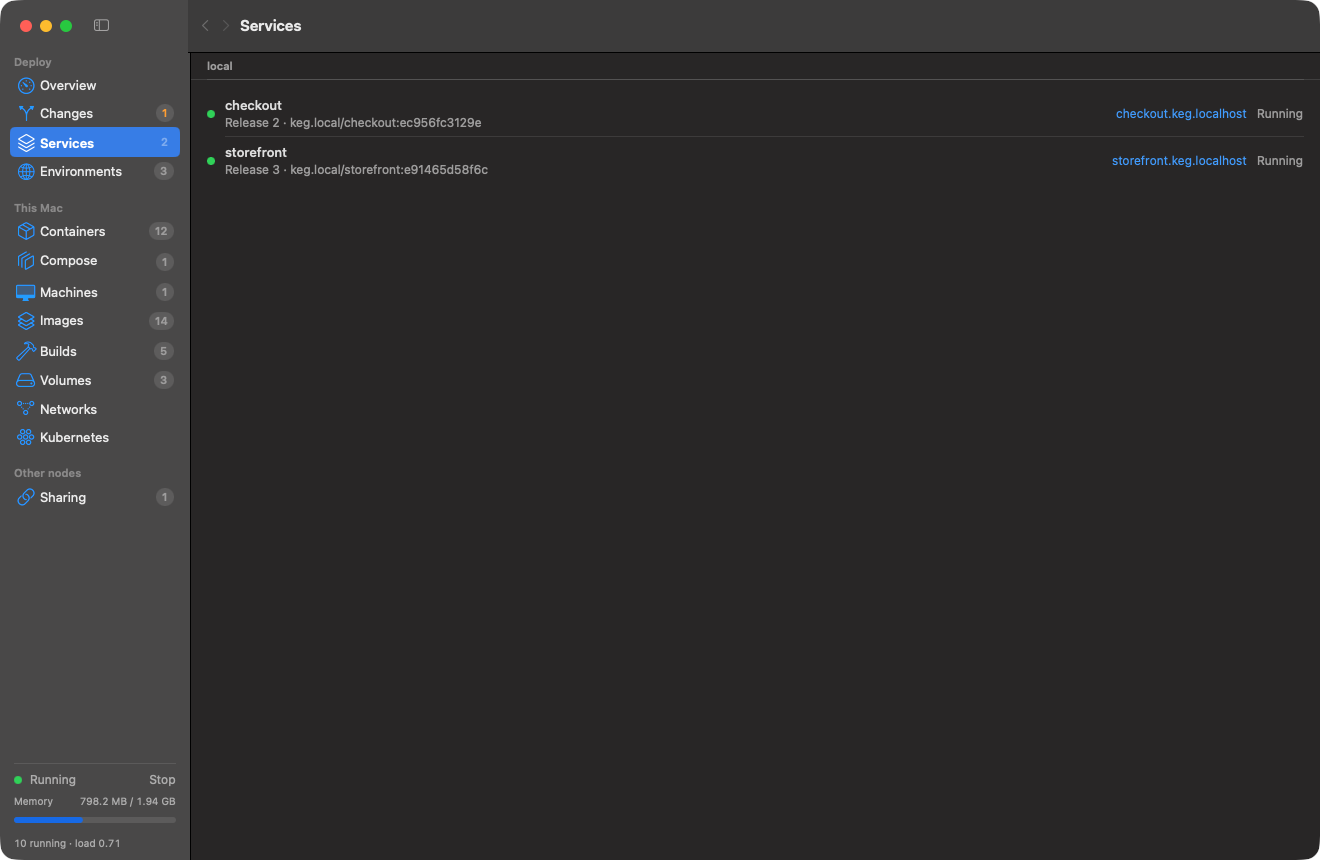 Services
Deploy
Overview
Changes 1
Services 2
Environments 3
This Mac
Containers 12
Compose 1
Machines 1
Images 14
Builds 5
Volumes 3
Networks
Kubernetes
Other nodes
Sharing 1
Running Stop
Memory 798.2 MB / 1.94 GB
10 running · load 0.71
local
checkout
Release 2 · keg.local/checkout:ec956fc3129e
checkout.keg.localhost Running
storefront
Release 3 · keg.local/storefront:e91465d58f6c
storefront.keg.localhost Running